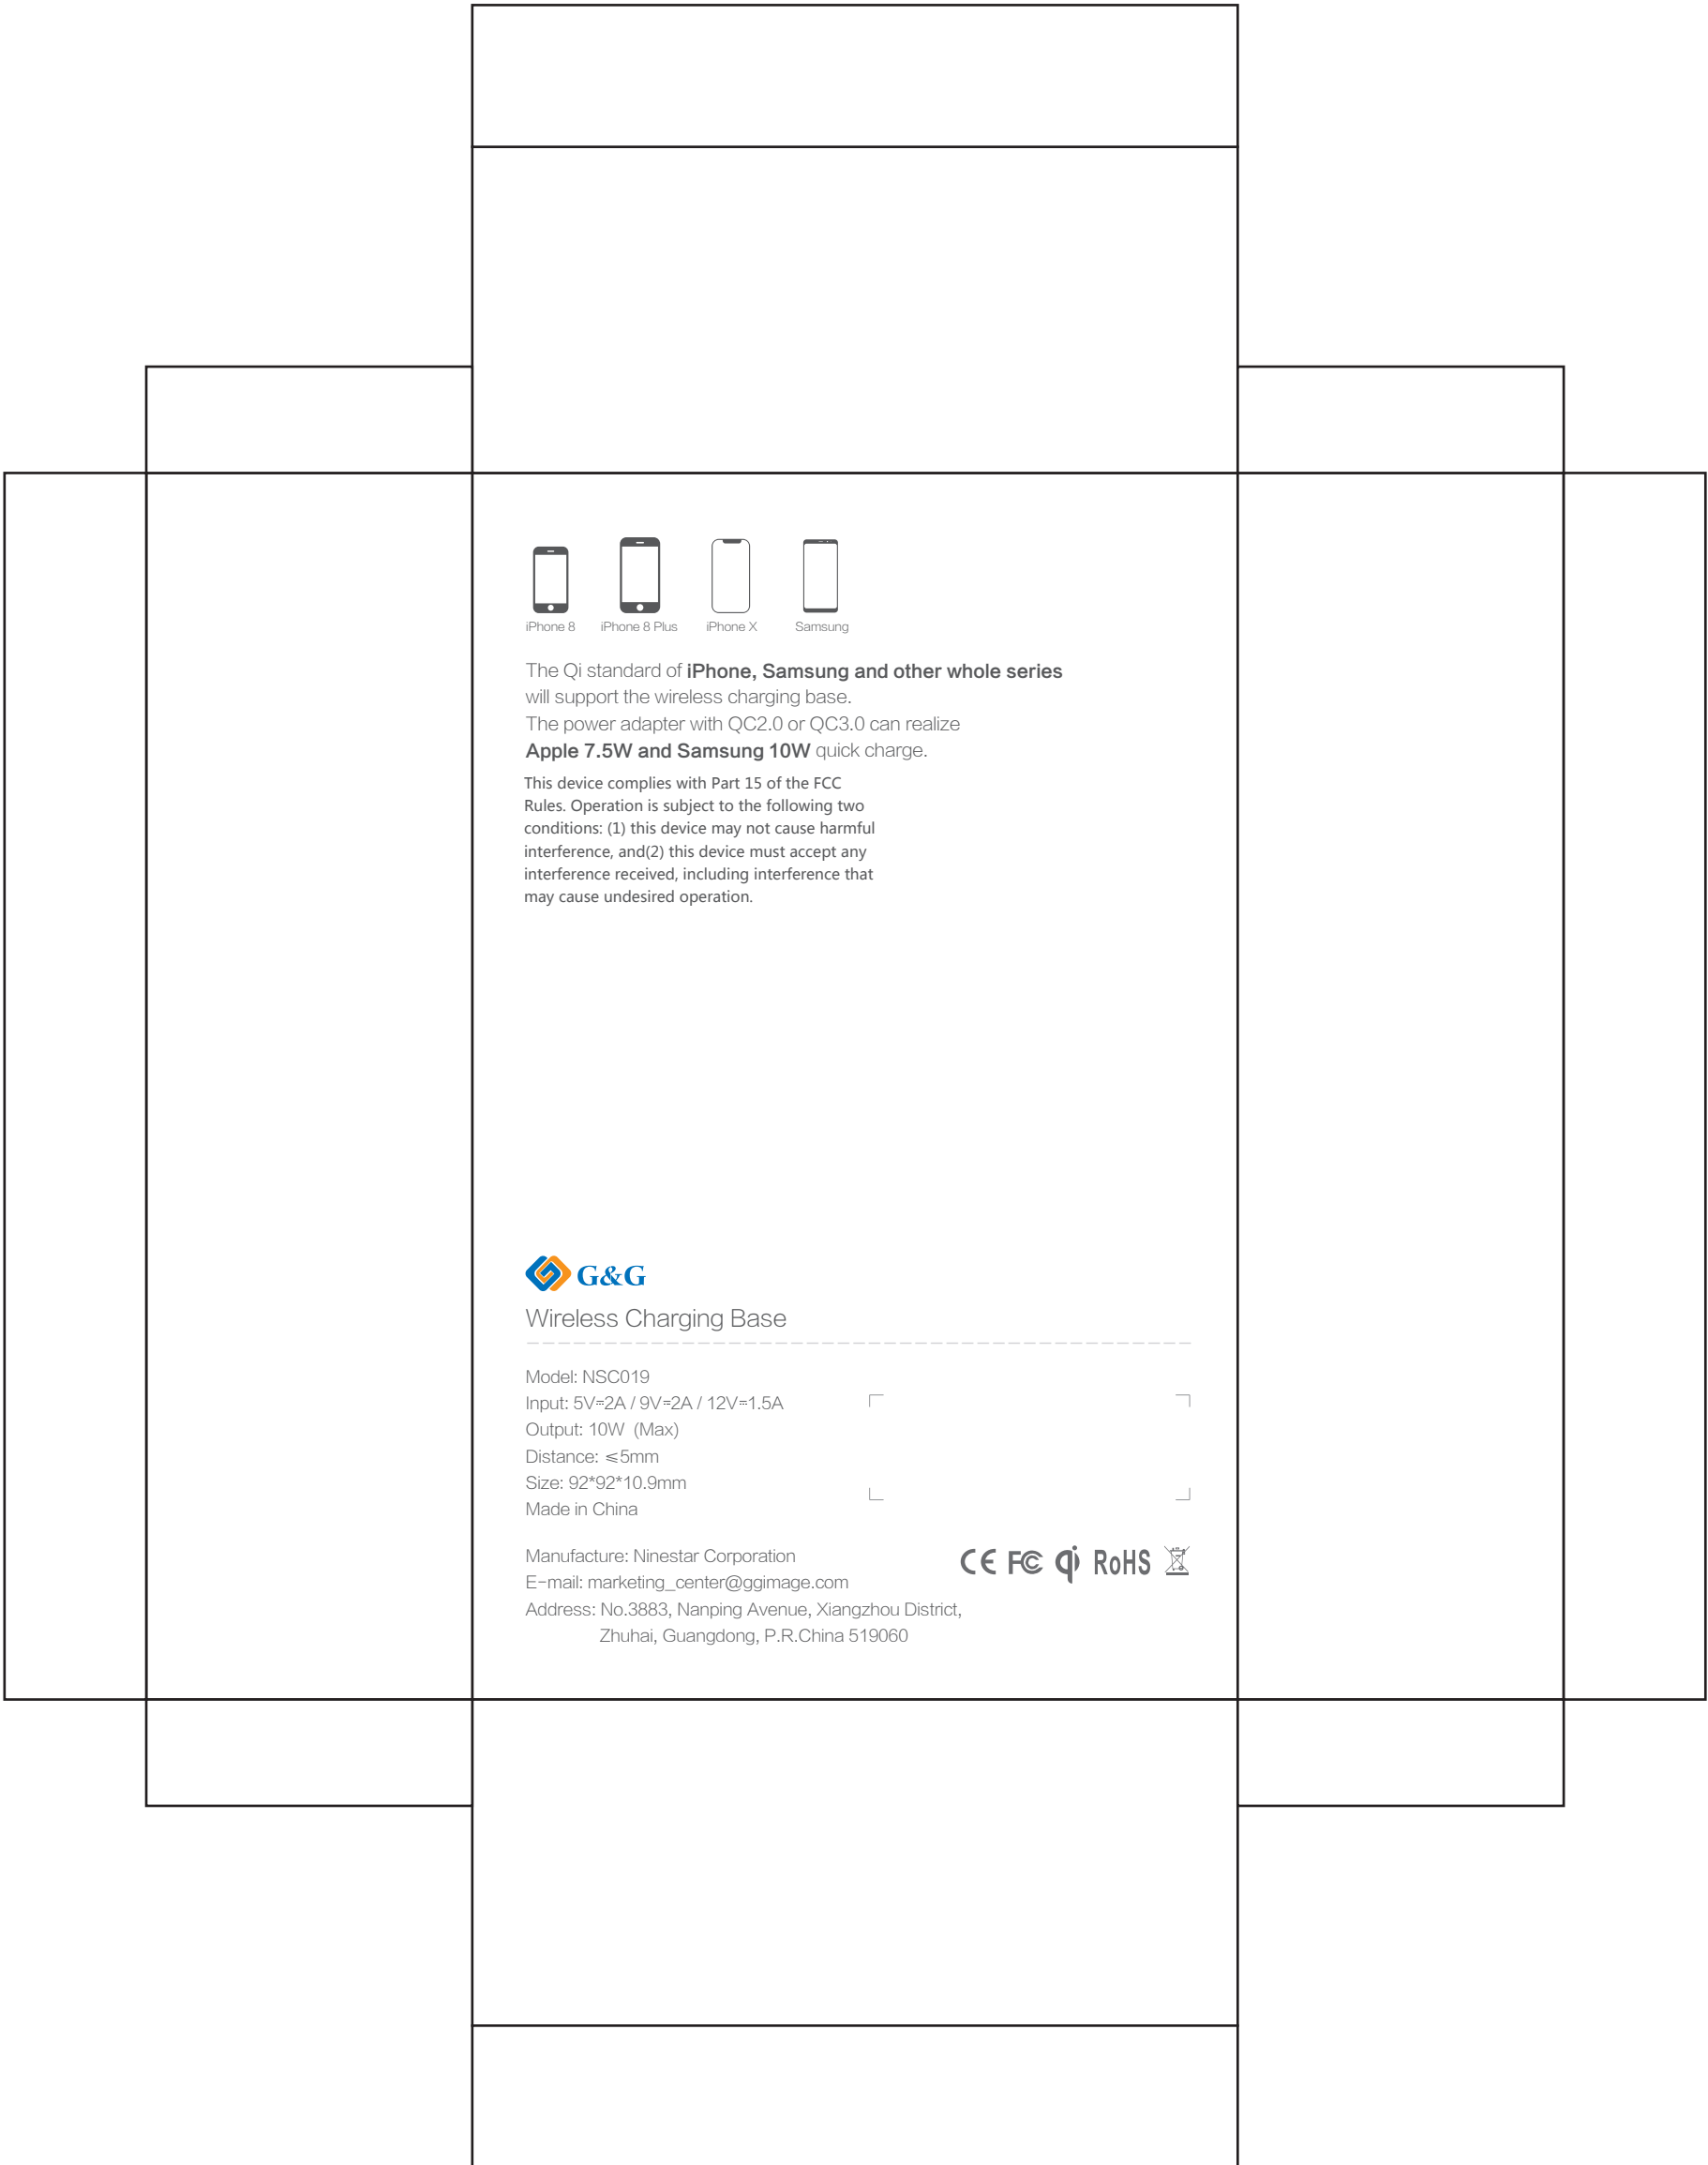 iPhone 8 iPhone 8 Plus iPhone X Samsung
The Qi standard of iPhone, Samsung and other whole series
will support the wireless charging base.
The power adapter with QC2.0 or QC3.0 can realize
Apple 7.5W and Samsung 10W quick charge.
This device complies with Part 15 of the FCC
Rules. Operation is subject to the following two
conditions: (1) this device may not cause harmful
interference, and(2) this device must accept any
interference received, including interference that
may cause undesired operation.
G&G
Wireless Charging Base
Model: NSC019
Input: 5V⎓2A / 9V⎓2A / 12V⎓1.5A
Output: 10W (Max)
Distance: ≤5mm
Size: 92*92*10.9mm
Made in China
Manufacture: Ninestar Corporation
CE FC qi RoHS
E-mail: marketing_center@ggimage.com
Address: No.3883, Nanping Avenue, Xiangzhou District,
Zhuhai, Guangdong, P.R.China 519060